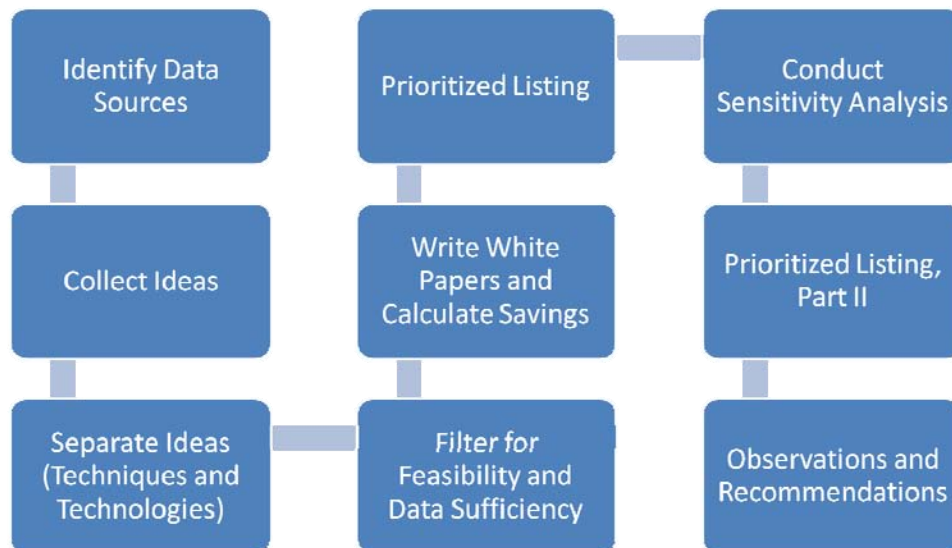 Identify Data
Sources
Collect Ideas
Separate Ideas
(Techniques and
Technologies)
Filter for
Feasibility and
Data Sufficiency
Write White
Papers and
Calculate Savings
Prioritized Listing
Conduct
Sensitivity Analysis
Prioritized Listing,
Part II
Observations and
Recommendations